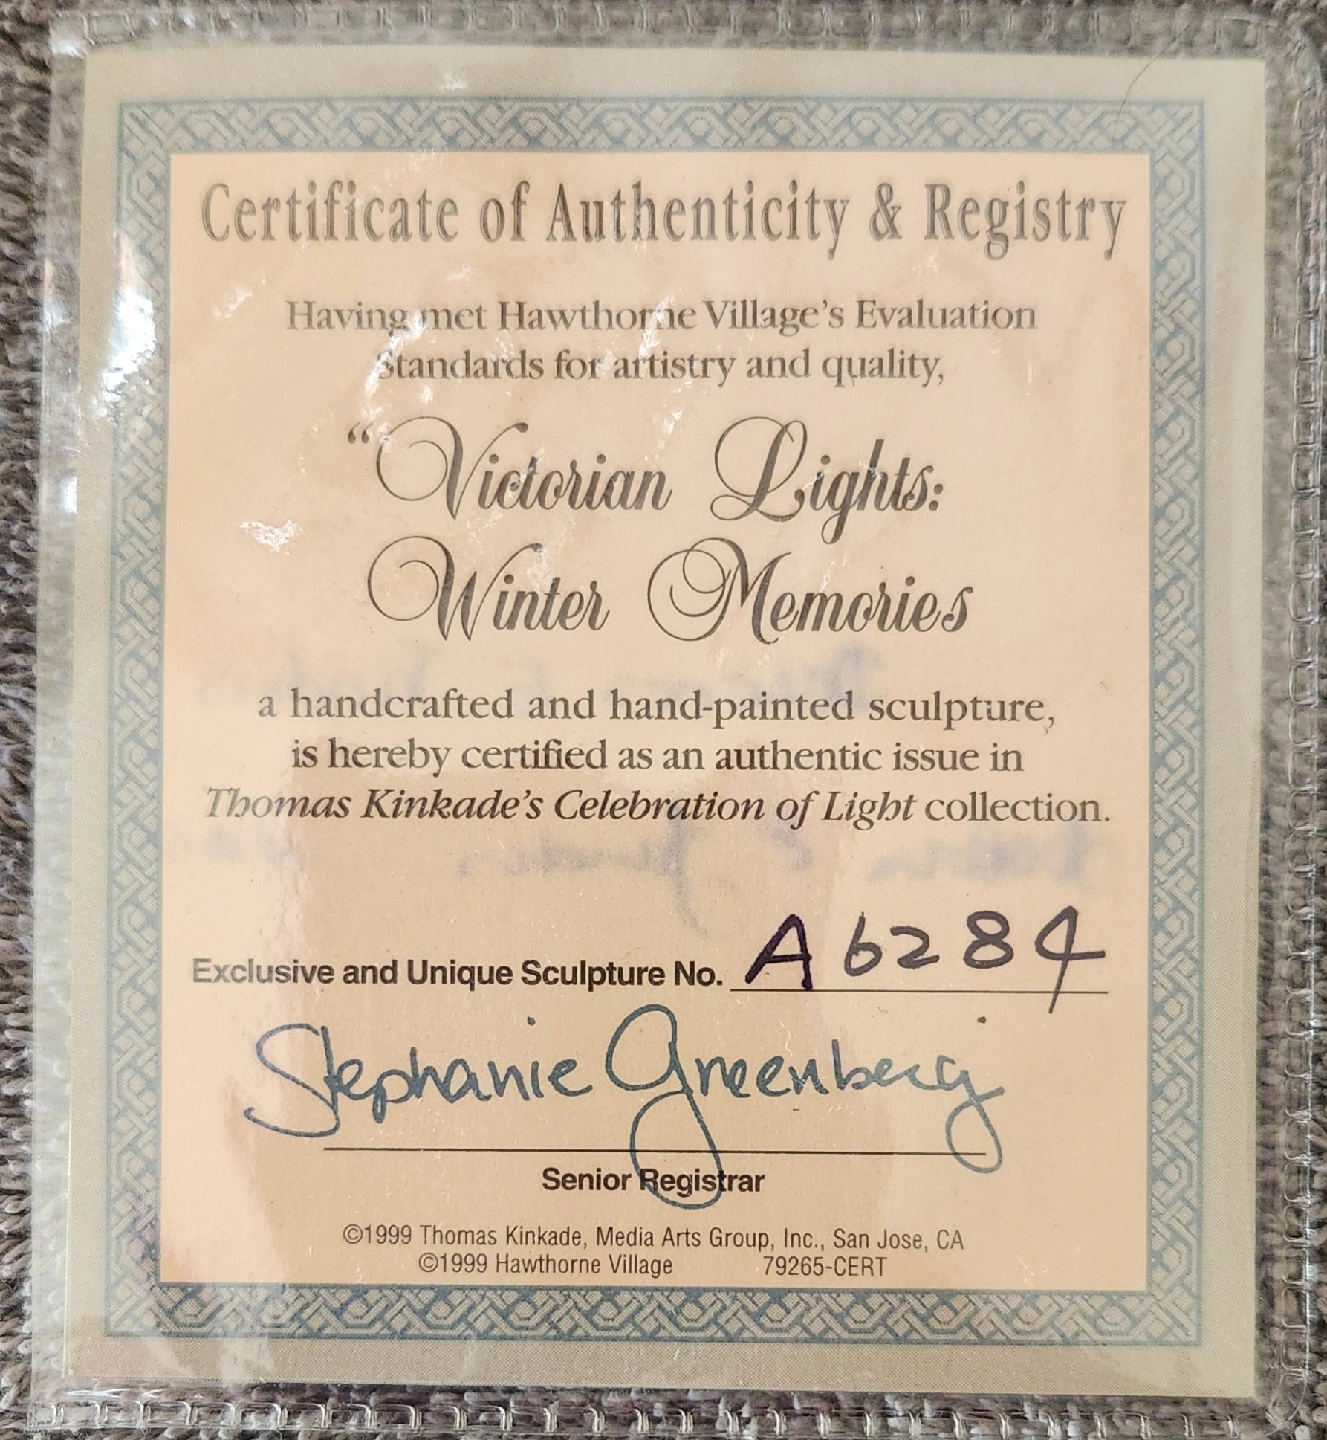 Certificate of Authenticity & Registry
Having met Hawthorne Village's Evaluation
Standards for artistry and quality,
"Victorian Lights:
Winter Memories
a handcrafted and hand-painted sculpture,
is hereby certified as an authentic issue in
Thomas Kinkade's Celebration of Light collection.
Exclusive and Unique Sculpture No. A6284
Stephanie Greenberg
Senior Registrar
©1999 Thomas Kinkade, Media Arts Group, Inc., San Jose, CA
©1999 Hawthorne Village 79265-CERT